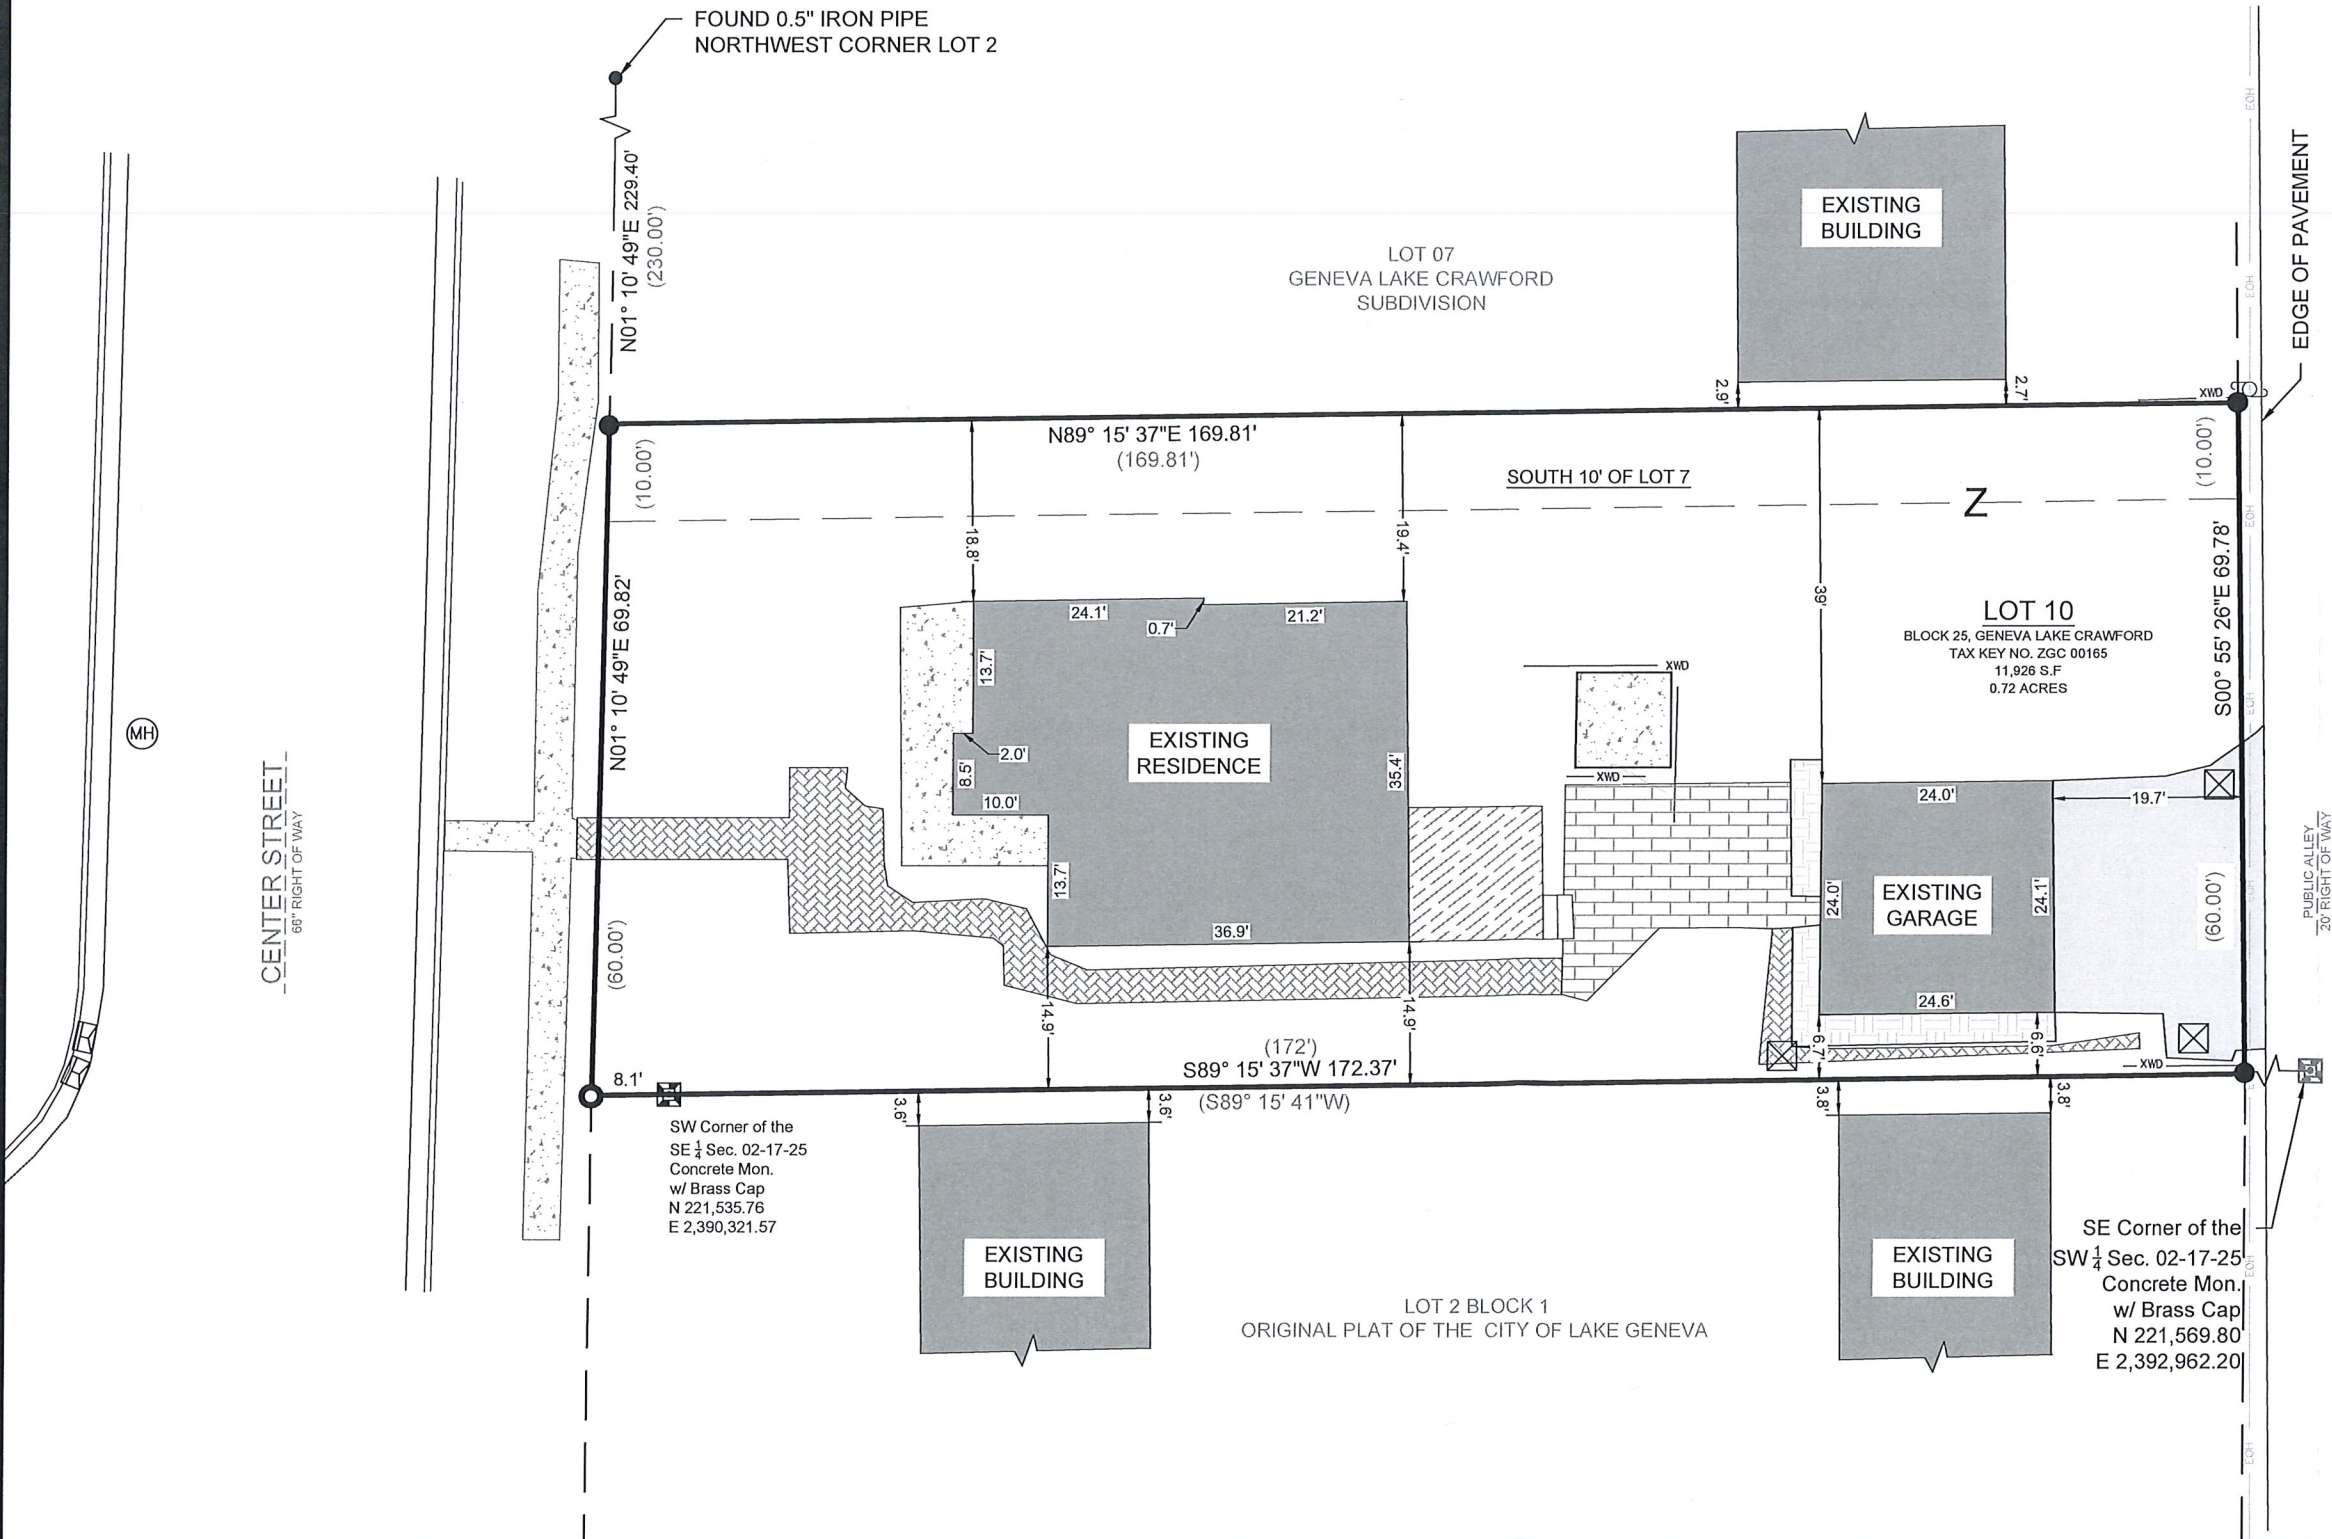 FOUND 0.5" IRON PIPE
NORTHWEST CORNER LOT 2
N01° 10' 49"E 229.40'
(230.00')
EXISTING
BUILDING
LOT 07
GENEVA LAKE CRAWFORD
SUBDIVISION
EDGE OF PAVEMENT
2.9'
2.7'
XWD
N89° 15' 37"E 169.81'
(169.81')
(10.00')
(10.00')
SOUTH 10' OF LOT 7
Z
18.8'
19.4'
39'
N01° 10' 49"E 69.82'
S00° 55' 26"E 69.78'
24.1'
0.7'
21.2'
13.7'
LOT 10
BLOCK 25, GENEVA LAKE CRAWFORD
TAX KEY NO. ZGC 00165
11,926 S.F
0.72 ACRES
XWD
MH
CENTER STREET
66" RIGHT OF WAY
EXISTING
RESIDENCE
2.0'
8.5'
10.0'
35.4'
XWD
24.0'
19.7'
13.7'
36.9'
24.0'
EXISTING
GARAGE
24.1'
24.6'
(60.00')
(60.00')
PUBLIC ALLEY
20' RIGHT OF WAY
14.9'
14.9'
6.7'
6.6'
XWD
(172')
S89° 15' 37"W 172.37'
(S89° 15' 41"W)
8.1'
3.6'
3.6'
3.8'
3.8'
SW Corner of the
SE 1/4 Sec. 02-17-25
Concrete Mon.
w/ Brass Cap
N 221,535.76
E 2,390,321.57
EXISTING
BUILDING
LOT 2 BLOCK 1
ORIGINAL PLAT OF THE CITY OF LAKE GENEVA
EXISTING
BUILDING
SE Corner of the
SW 1/4 Sec. 02-17-25
Concrete Mon.
w/ Brass Cap
N 221,569.80
E 2,392,962.20
EOH
EOH
EOH
EOH
EOH
EOH
EOH
EOH